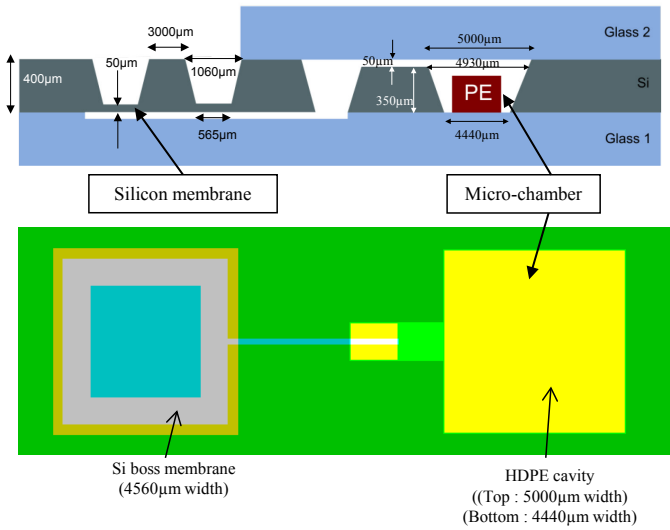 Glass 2
3000µm
5000µm
50µm
50µm
4930µm
400µm
1060µm
Si
PE
350µm
565µm
4440µm
Glass 1
Silicon membrane
Micro-chamber
Si boss membrane
(4560µm width)
HDPE cavity
((Top : 5000µm width)
(Bottom : 4440µm width)